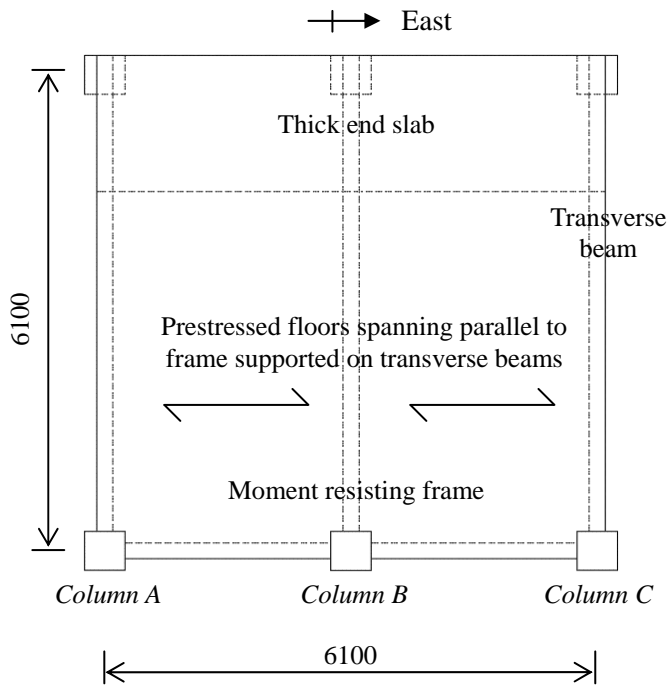 East
Thick end slab
Transverse
beam
6100
Prestressed floors spanning parallel to
frame supported on transverse beams
Moment resisting frame
Column A
Column B
Column C
6100